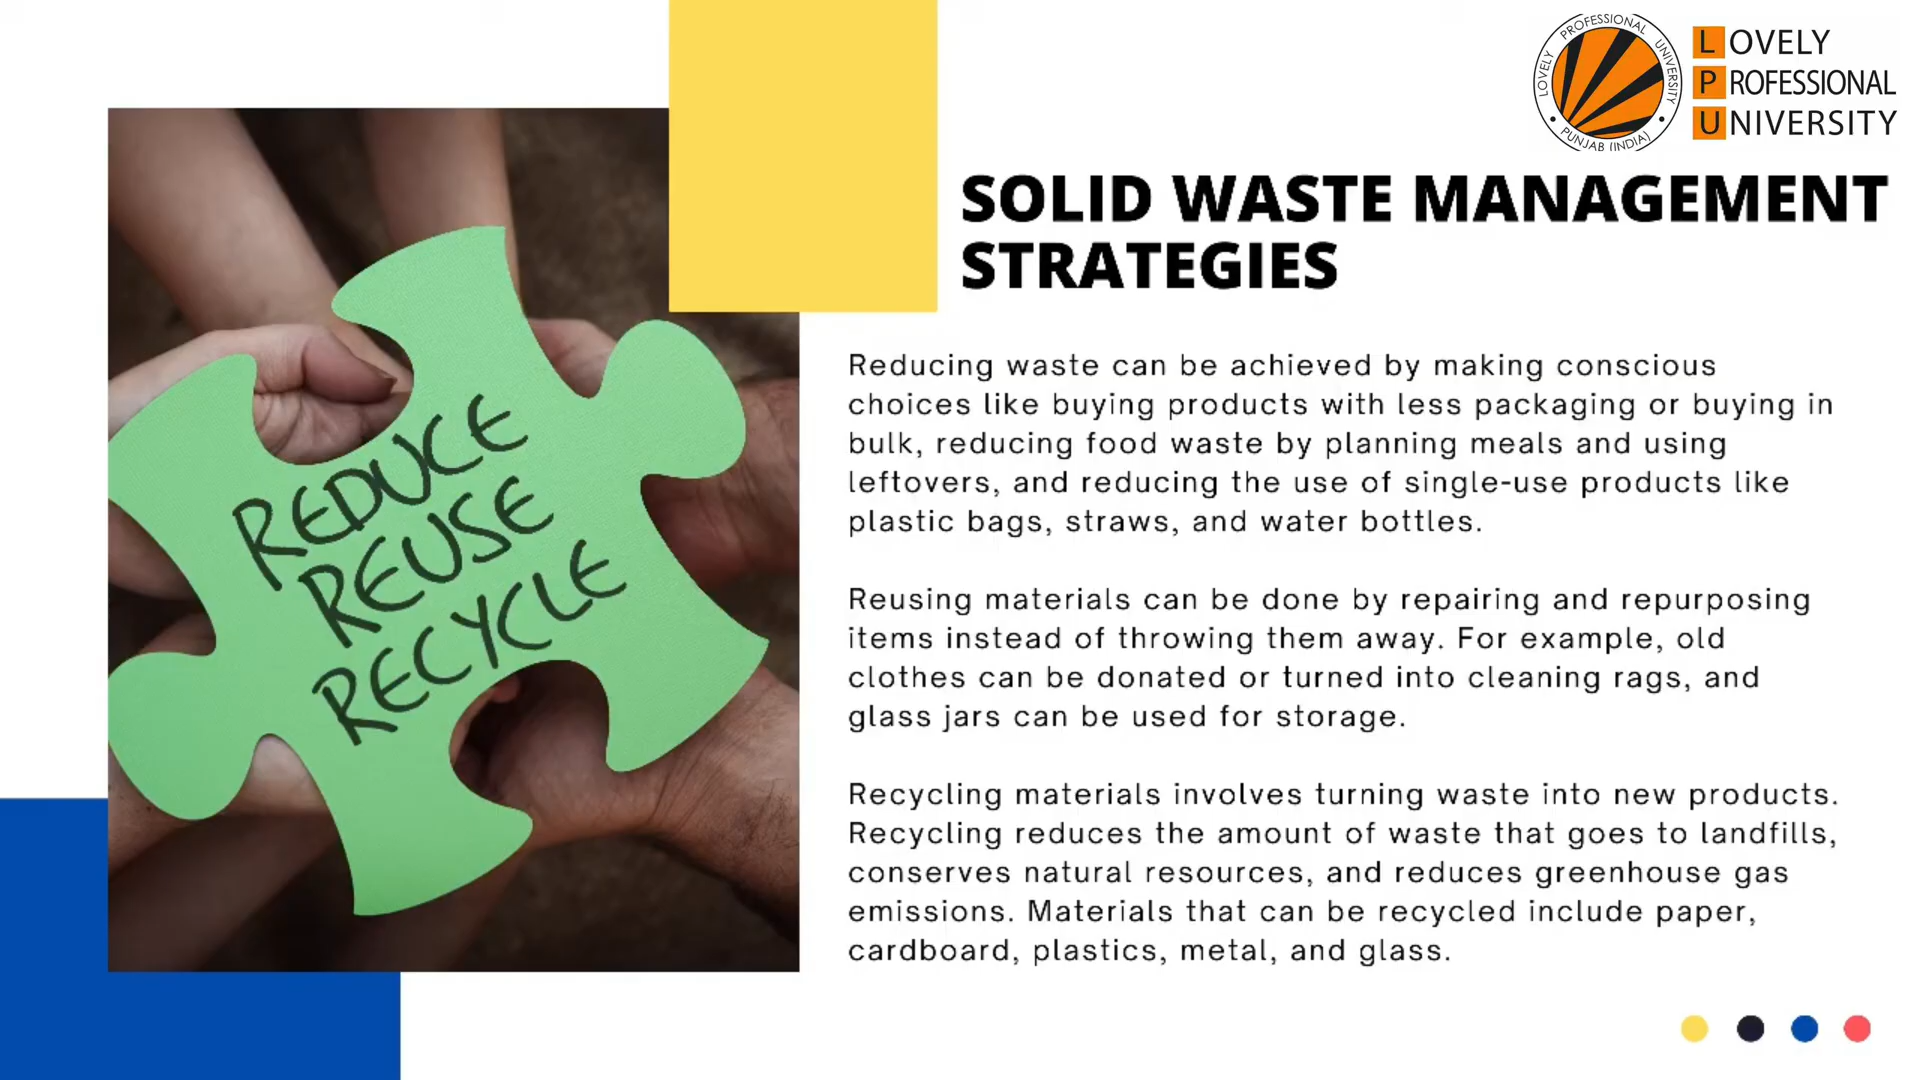 LOVELY PROFESSIONAL UNIVERSITY
PUNJAB (INDIA)
LOVELY
PROFESSIONAL
UNIVERSITY
SOLID WASTE MANAGEMENT
STRATEGIES
REDUCE
REUSE
RECYCLE
Reducing waste can be achieved by making conscious
choices like buying products with less packaging or buying in
bulk, reducing food waste by planning meals and using
leftovers, and reducing the use of single-use products like
plastic bags, straws, and water bottles.
Reusing materials can be done by repairing and repurposing
items instead of throwing them away. For example, old
clothes can be donated or turned into cleaning rags, and
glass jars can be used for storage.
Recycling materials involves turning waste into new products.
Recycling reduces the amount of waste that goes to landfills,
conserves natural resources, and reduces greenhouse gas
emissions. Materials that can be recycled include paper,
cardboard, plastics, metal, and glass.